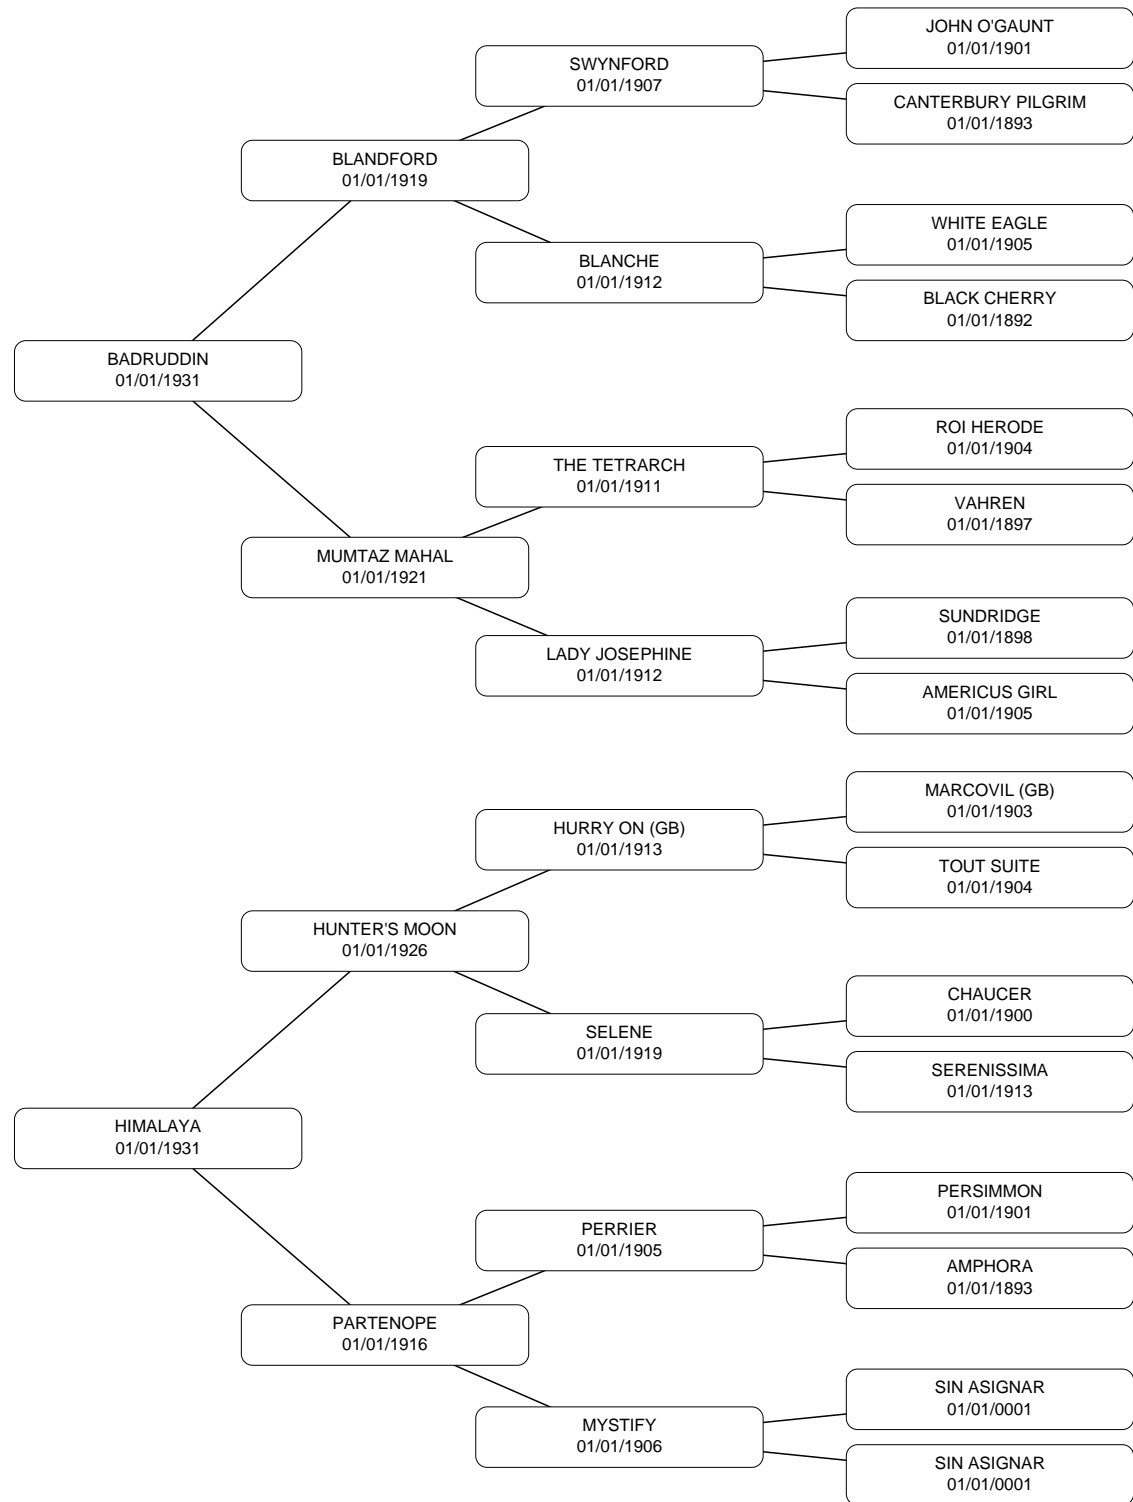 JOHN O'GAUNT
01/01/1901
SWYNFORD
01/01/1907
CANTERBURY PILGRIM
01/01/1893
BLANDFORD
01/01/1919
WHITE EAGLE
01/01/1905
BLANCHE
01/01/1912
BLACK CHERRY
01/01/1892
BADRUDDIN
01/01/1931
ROI HERODE
01/01/1904
THE TETRARCH
01/01/1911
VAHREN
01/01/1897
MUMTAZ MAHAL
01/01/1921
SUNDRIDGE
01/01/1898
LADY JOSEPHINE
01/01/1912
AMERICUS GIRL
01/01/1905
MARCOVIL (GB)
01/01/1903
HURRY ON (GB)
01/01/1913
TOUT SUITE
01/01/1904
HUNTER'S MOON
01/01/1926
CHAUCER
01/01/1900
SELENE
01/01/1919
SERENISSIMA
01/01/1913
HIMALAYA
01/01/1931
PERSIMMON
01/01/1901
PERRIER
01/01/1905
AMPHORA
01/01/1893
PARTENOPE
01/01/1916
SIN ASIGNAR
01/01/0001
MYSTIFY
01/01/1906
SIN ASIGNAR
01/01/0001